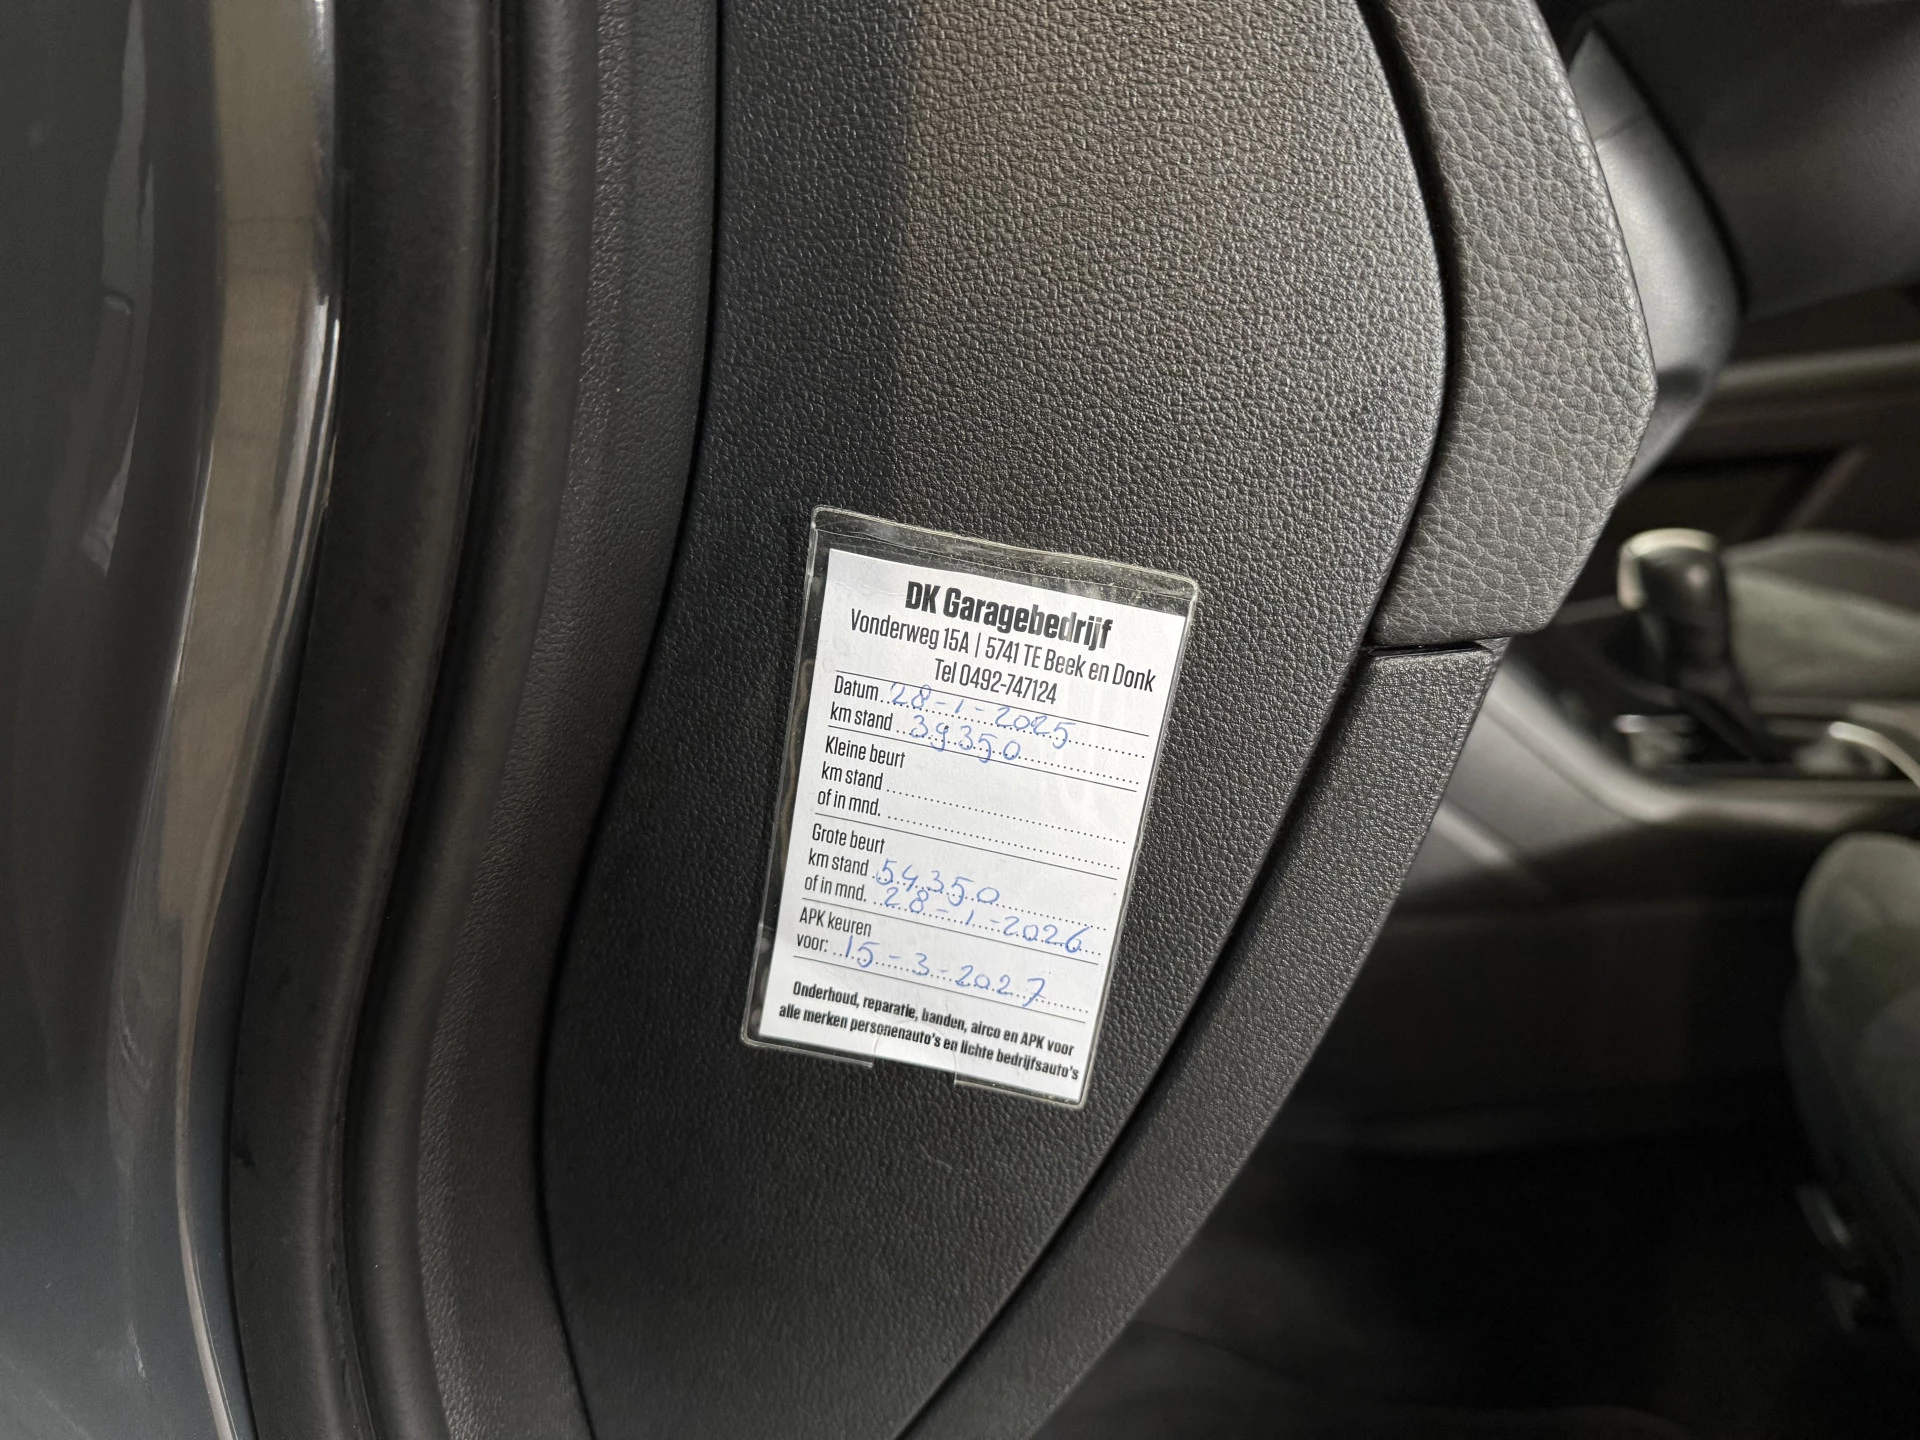 DK Garagebedrijf
Vonderweg 15A | 5741 TE Beek en Donk
Tel 0492-747124
Datum 28-1-2025
km stand 39350
Kleine beurt
km stand
of in mnd.
Grote beurt
km stand 54350
of in mnd. 28-1-2026
APK keuren
voor: 15-3-2027
Onderhoud, reparatie, banden, airco en APK voor
alle merken personenauto's en lichte bedrijfsauto's